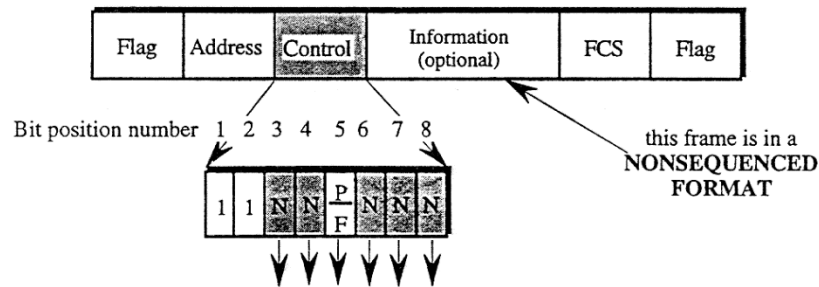 Flag Address Control Information (optional) FCS Flag
Bit position number 1 2 3 4 5 6 7 8
this frame is in a
NONSEQUENCED
FORMAT
1 1 N N P/F N N N